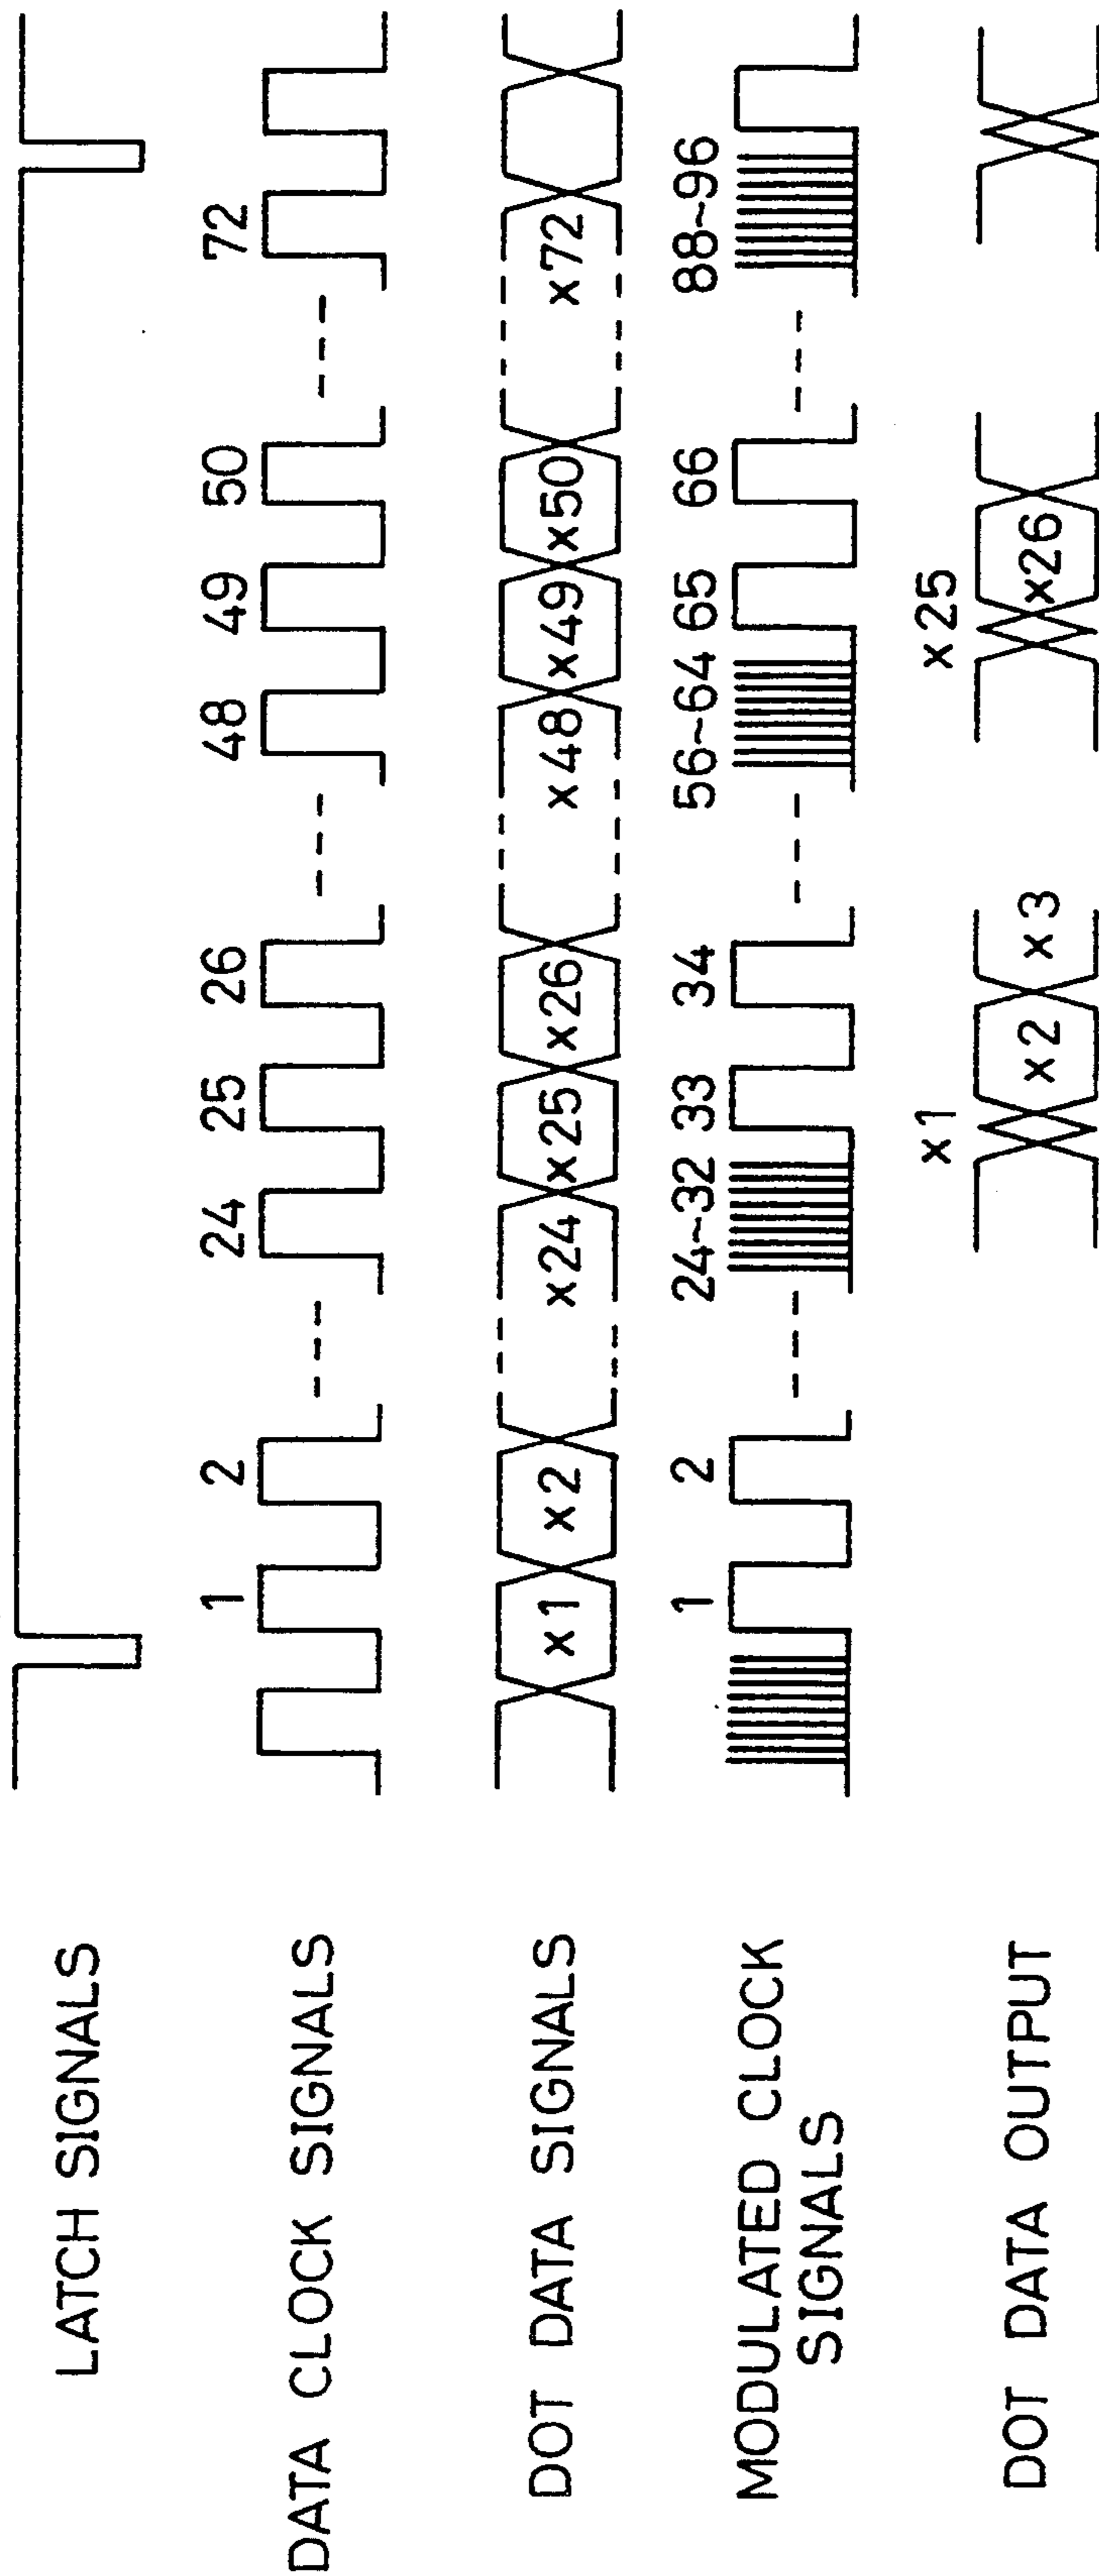 LATCH SIGNALS
DATA CLOCK SIGNALS
1 2 24 25 26 48 49 50 72
DOT DATA SIGNALS
x1 x2 x24 x25 x26 x48 x49 x50 x72
MODULATED CLOCK
SIGNALS
1 2 24~32 33 34 56~64 65 66 88~96
DOT DATA OUTPUT
x1 x25
x2 x3 x26